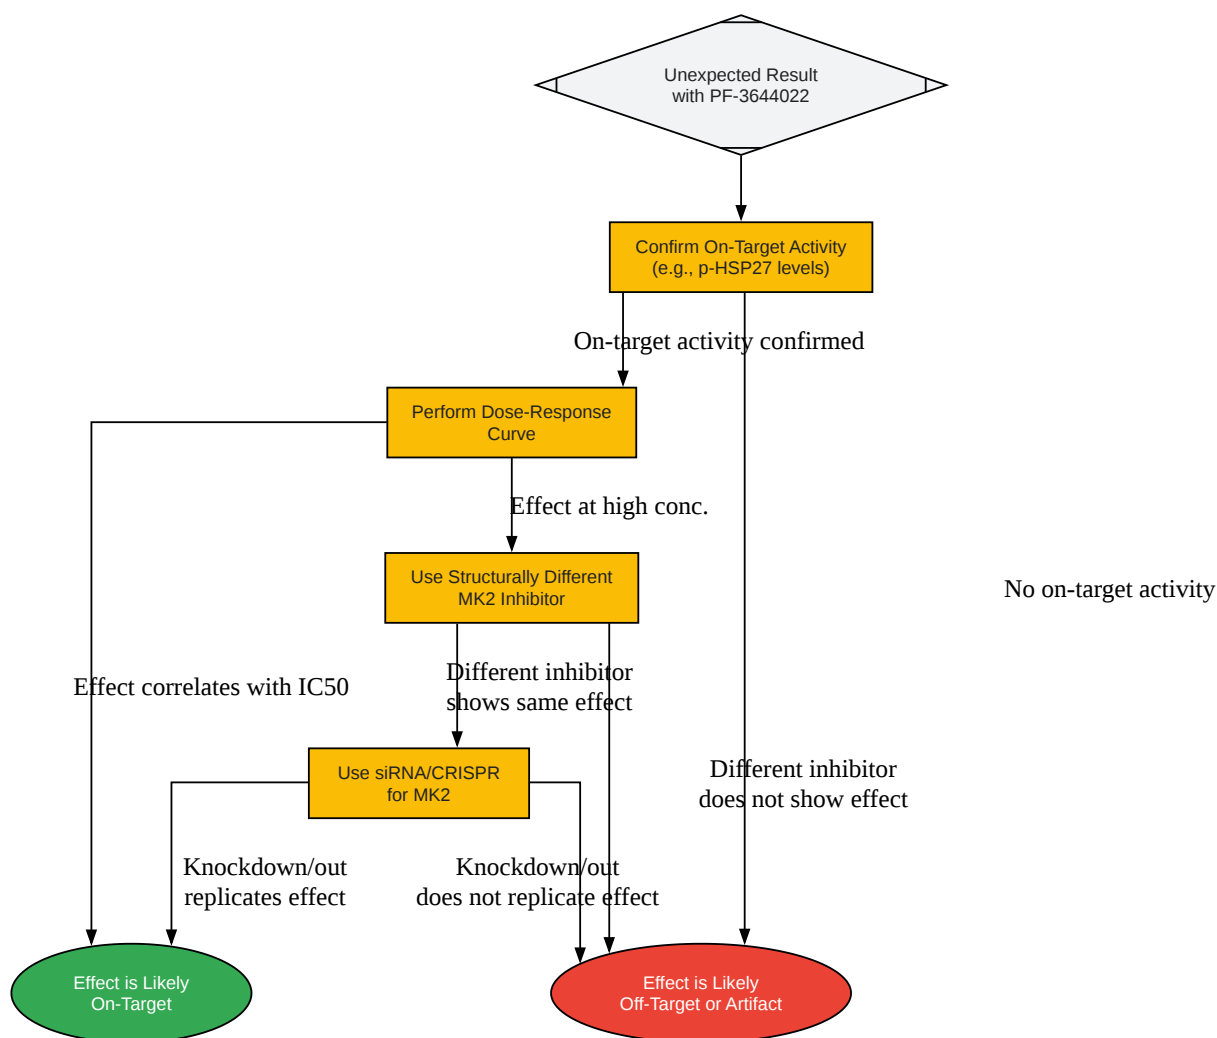 Unexpected Result
with PF-3644022
Confirm On-Target Activity
(e.g., p-HSP27 levels)
On-target activity confirmed
Perform Dose-Response
Curve
Effect at high conc.
Use Structurally Different
MK2 Inhibitor
No on-target activity
Effect correlates with IC50
Different inhibitor
shows same effect
Use siRNA/CRISPR
for MK2
Different inhibitor
does not show effect
Knockdown/out
replicates effect
Knockdown/out
does not replicate effect
Effect is Likely
On-Target
Effect is Likely
Off-Target or Artifact